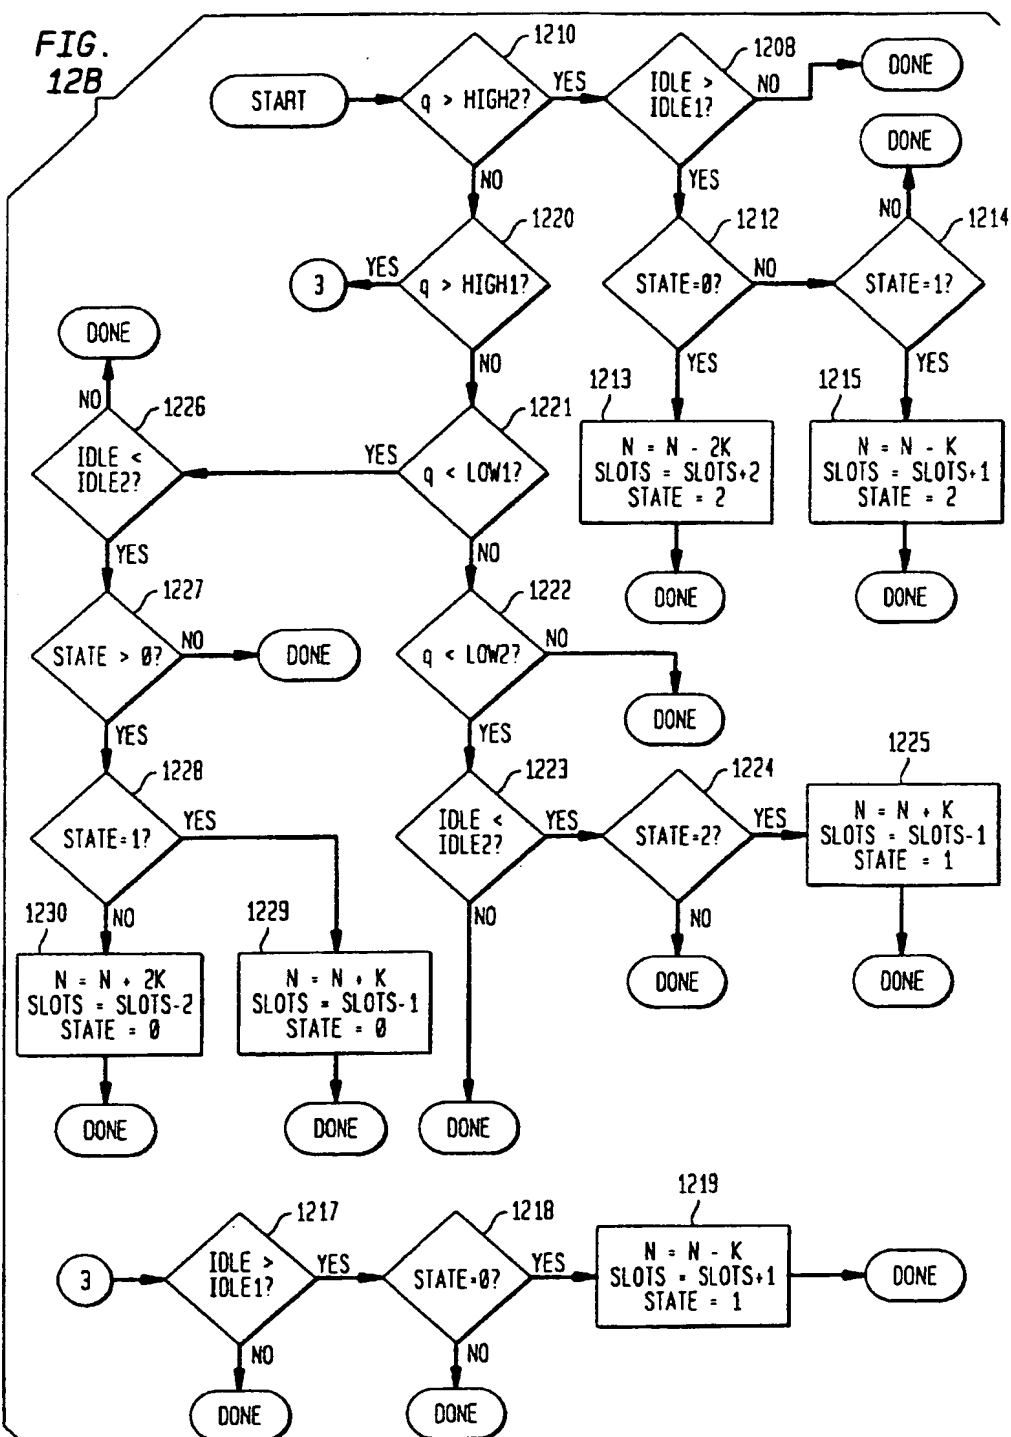 FIG.
12B
START
1210
q > HIGH2?
YES
NO
1208
IDLE >
IDLE1?
NO
YES
DONE
DONE
1220
q > HIGH1?
YES
NO
3
1212
STATE=0?
NO
YES
NO
1214
STATE=1?
YES
DONE
NO
1226
IDLE <
IDLE2?
YES
1221
q < LOW1?
YES
NO
1213
N = N - 2K
SLOTS = SLOTS+2
STATE = 2
DONE
1215
N = N - K
SLOTS = SLOTS+1
STATE = 2
DONE
1227
STATE > 0?
NO
YES
DONE
1222
q < LOW2?
NO
YES
DONE
1228
STATE=1?
YES
NO
1223
IDLE <
IDLE2?
YES
NO
1224
STATE=2?
YES
NO
DONE
1225
N = N + K
SLOTS = SLOTS-1
STATE = 1
DONE
1230
N = N + 2K
SLOTS = SLOTS-2
STATE = 0
DONE
1229
N = N + K
SLOTS = SLOTS-1
STATE = 0
DONE
DONE
3
1217
IDLE >
IDLE1?
YES
NO
DONE
1218
STATE=0?
YES
NO
DONE
1219
N = N - K
SLOTS = SLOTS+1
STATE = 1
DONE